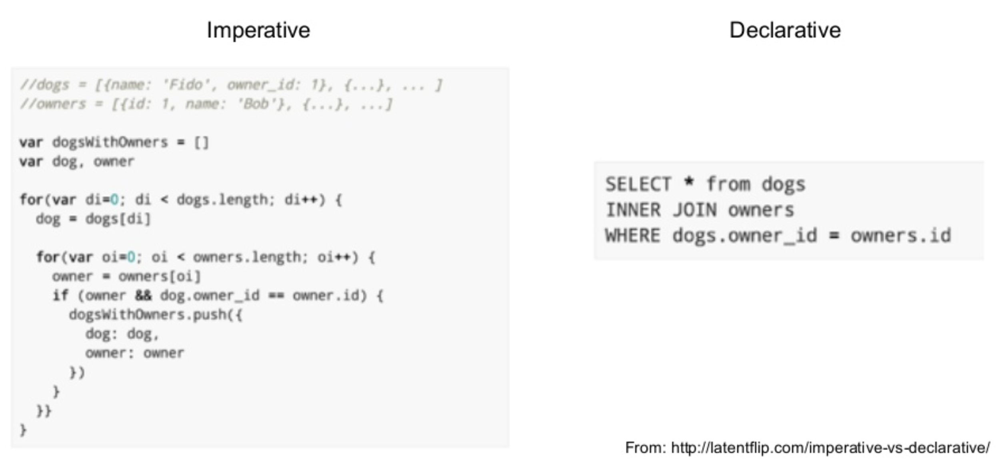 Imperative
//dogs = [{name: 'Fido', owner_id: 1}, {...}, ... ]
//owners = [{id: 1, name: 'Bob'}, {...}, ...]
var dogsWithOwners = []
var dog, owner
for(var di=0; di < dogs.length; di++) {
  dog = dogs[di]
  for(var oi=0; oi < owners.length; oi++) {
    owner = owners[oi]
    if (owner && dog.owner_id == owner.id) {
      dogsWithOwners.push({
        dog: dog,
        owner: owner
      })
    }
  }}
}
Declarative
SELECT * from dogs
INNER JOIN owners
WHERE dogs.owner_id = owners.id
From: http://latentflip.com/imperative-vs-declarative/